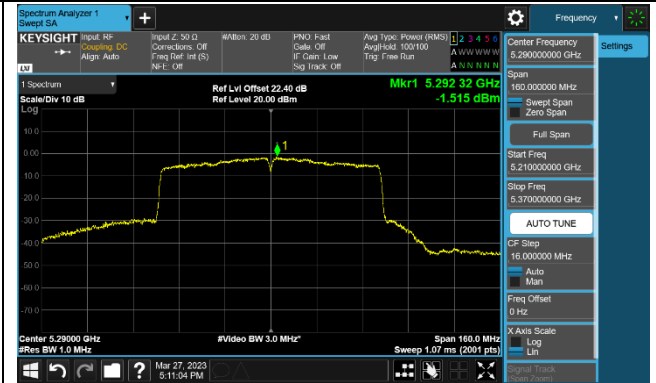 Spectrum Analyzer 1
Swept SA
Frequency
KEYSIGHT
Input: RF
Coupling: DC
Align: Auto
Input Z: 50 Ω
Corrections: Off
Freq Ref: Int (S)
NFE: Off
#Atten: 20 dB
PNO: Fast
Gate: Off
IF Gain: Low
Sig Track: Off
Avg Type: Power (RMS)
Avg|Hold: 100/100
Trig: Free Run
1 2 3 4 5 6
A W W W W W
A N N N N N
LXI
1 Spectrum
Scale/Div 10 dB
Log
Ref Lvl Offset 22.40 dB
Ref Level 20.00 dBm
Mkr1 5.292 32 GHz
-1.515 dBm
1
10.0
0.00
-10.0
-20.0
-30.0
-40.0
-50.0
-60.0
-70.0
Center 5.29000 GHz
#Res BW 1.0 MHz
#Video BW 3.0 MHz*
Span 160.0 MHz
Sweep 1.07 ms (2001 pts)
Mar 27, 2023
5:11:04 PM
Center Frequency
5.290000000 GHz
Settings
Span
160.000000 MHz
Swept Span
Zero Span
Full Span
Start Freq
5.210000000 GHz
Stop Freq
5.370000000 GHz
AUTO TUNE
CF Step
16.000000 MHz
Auto
Man
Freq Offset
0 Hz
X Axis Scale
Log
Lin
Signal Track
(Span Zoom)